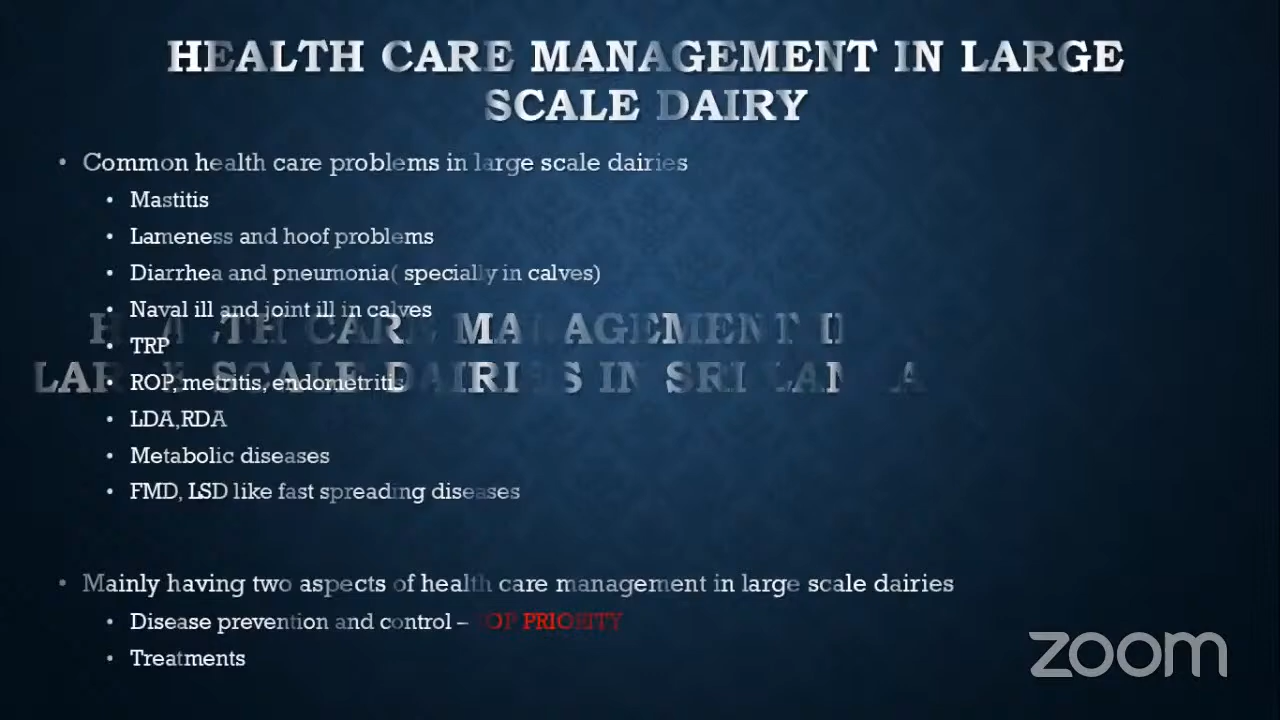 HEALTH CARE MANAGEMENT IN LARGE
SCALE DAIRY
• Common health care problems in large scale dairies
• Mastitis
• Lameness and hoof problems
• Diarrhea and pneumonia( specially in calves)
• Naval ill and joint ill in calves
HEALTH CARE MANAGEMENT IN
• TRP
LARGE SCALE DAIRIES IN SRI LANKA
• ROP, metritis, endometritis
• LDA,RDA
• Metabolic diseases
• FMD, LSD like fast spreading diseases
• Mainly having two aspects of health care management in large scale dairies
• Disease prevention and control – TOP PRIORITY
• Treatments
zoom